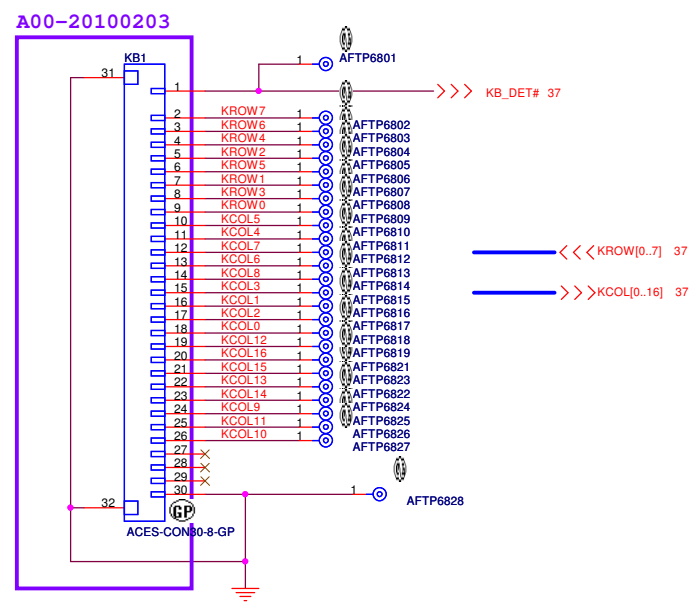 A00-20100203
KB1
AFTP6801
31
1
1
KB_DET# 37
2 KROW7 1
3 KROW6 1 AFTP6802
4 KROW4 1 AFTP6803
5 KROW2 1 AFTP6804
6 KROW5 1 AFTP6805
7 KROW1 1 AFTP6806
8 KROW3 1 AFTP6807
9 KROW0 1 AFTP6808
10 KCOL5 1 AFTP6809
11 KCOL4 1 AFTP6810
12 KCOL7 1 AFTP6811
13 KCOL6 1 AFTP6812
14 KCOL8 1 AFTP6813
15 KCOL3 1 AFTP6814
16 KCOL1 1 AFTP6815
17 KCOL2 1 AFTP6816
18 KCOL0 1 AFTP6817
19 KCOL12 1 AFTP6818
20 KCOL16 1 AFTP6819
21 KCOL15 1 AFTP6821
22 KCOL13 1 AFTP6823
23 KCOL14 1 AFTP6822
24 KCOL9 1 AFTP6824
25 KCOL11 1 AFTP6825
26 KCOL10 1 AFTP6826
AFTP6827
27
28
29
30 1
AFTP6828
32
GP
ACES-CON30-8-GP
KROW[0..7] 37
KCOL[0..16] 37